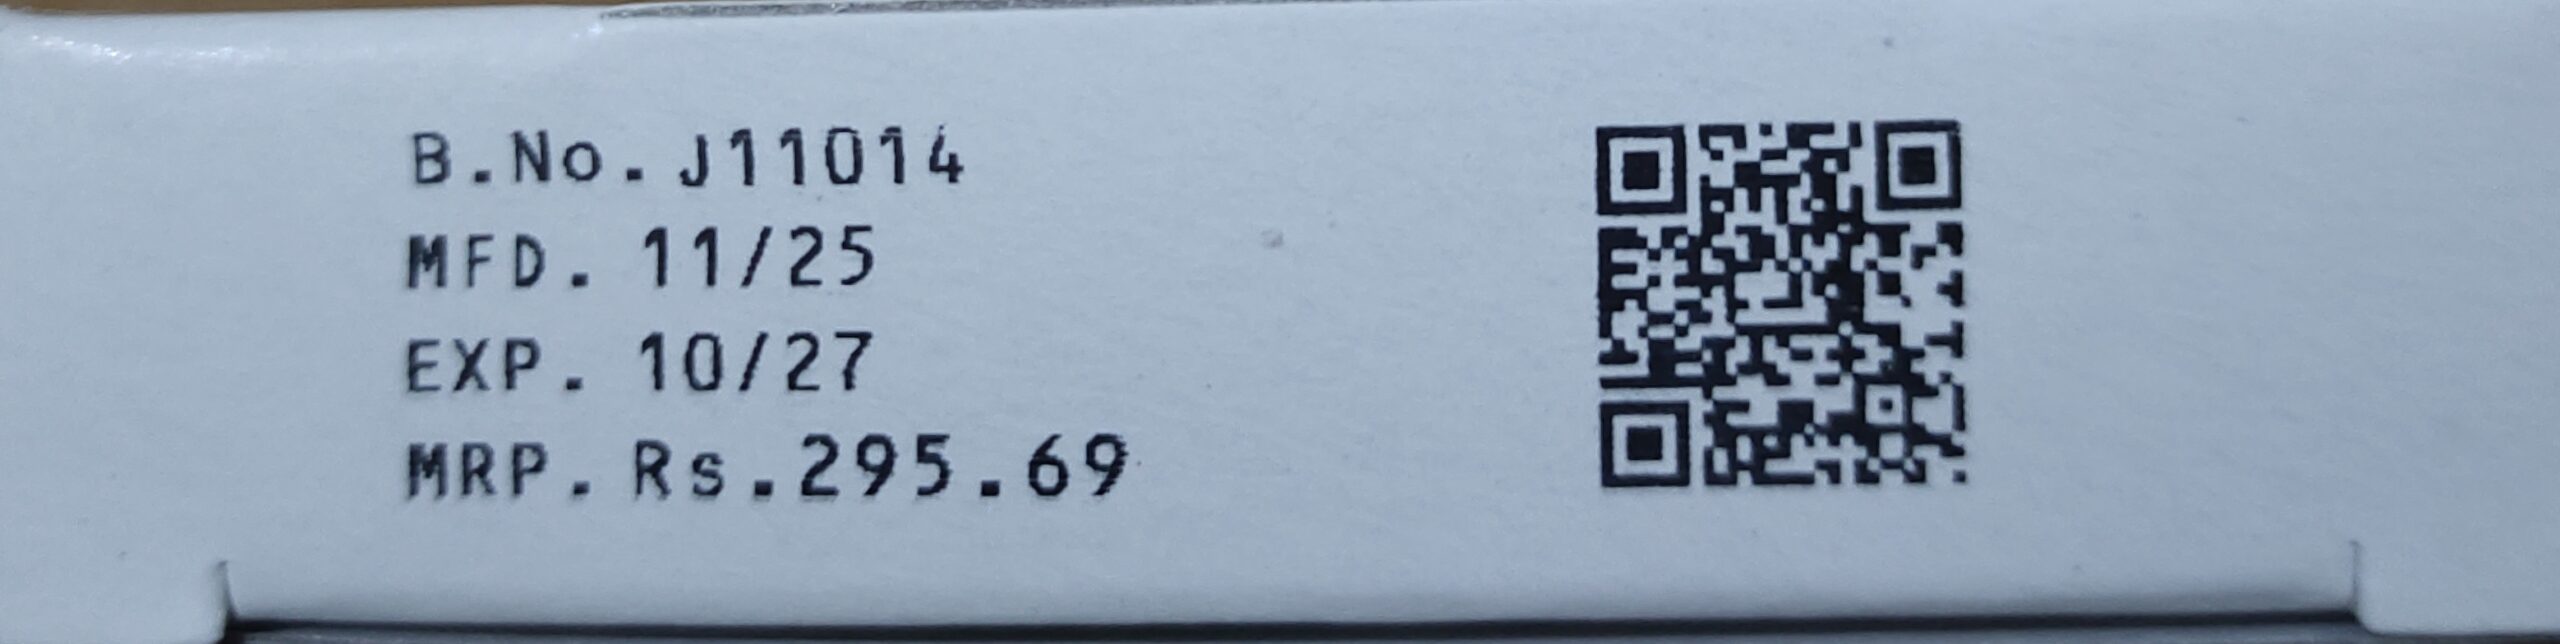 B.No.J11014
MFD. 11/25
EXP. 10/27
MRP. Rs.295.69